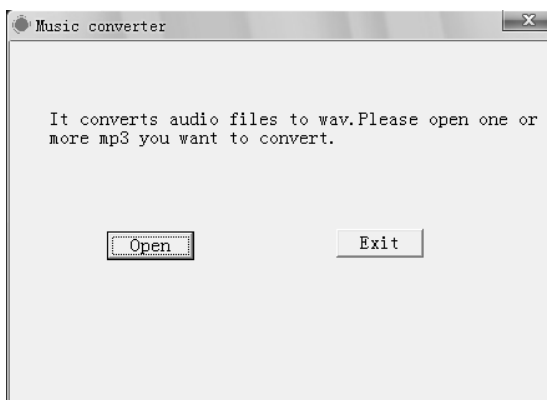 Music converter
It converts audio files to wav.Please open one or
more mp3 you want to convert.
Open
Exit